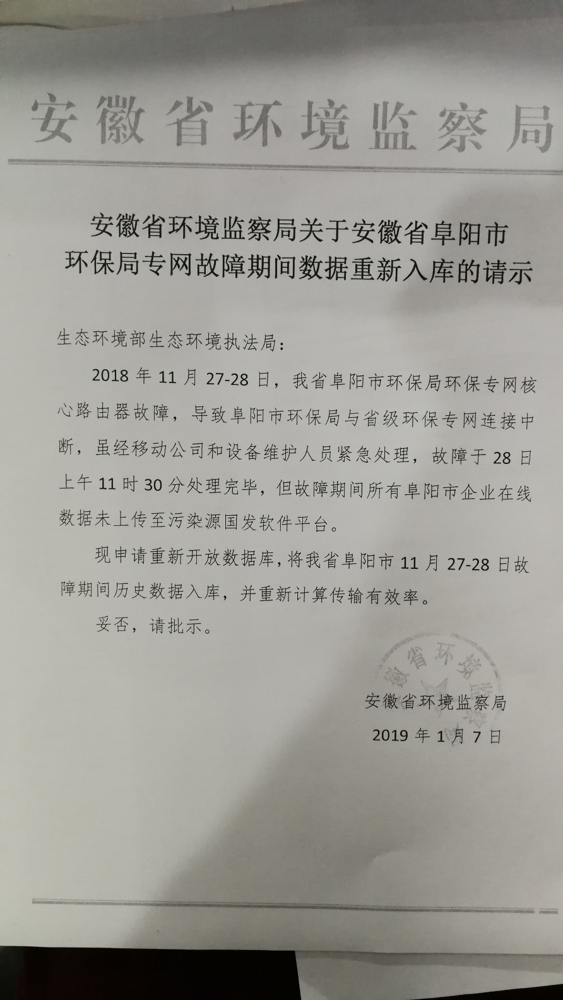 安徽省环境监察局
安徽省环境监察局关于安徽省阜阳市
环保局专网故障期间数据重新入库的请示
生态环境部生态环境执法局：
2018 年 11 月 27-28 日，我省阜阳市环保局环保专网核
心路由器故障，导致阜阳市环保局与省级环保专网连接中
断，虽经移动公司和设备维护人员紧急处理，故障于 28 日
上午 11 时 30 分处理完毕，但故障期间所有阜阳市企业在线
数据未上传至污染源国发软件平台。
现申请重新开放数据库，将我省阜阳市 11 月 27-28 日故
障期间历史数据入库，并重新计算传输有效率。
妥否，请批示。
徽省环境监察局
安徽省环境监察局
2019 年 1 月 7 日